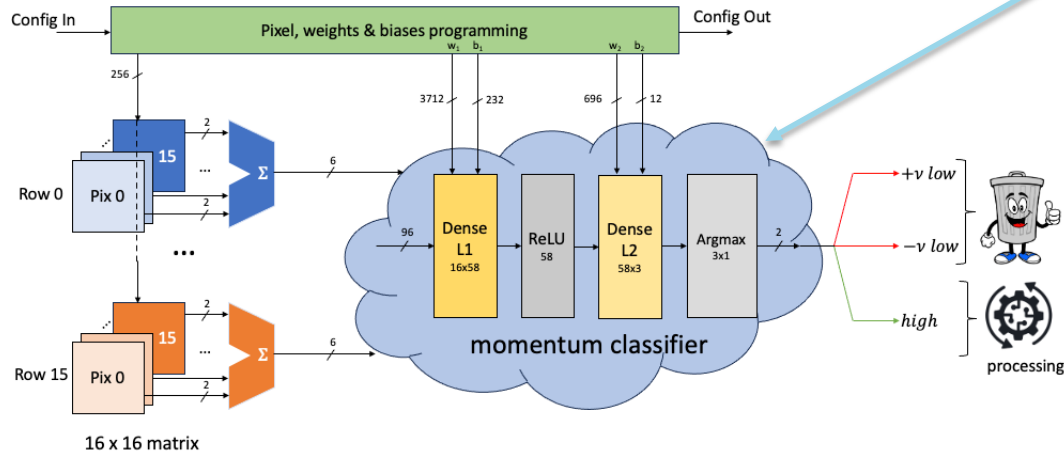 Config In
Pixel, weights & biases programming
Config Out
w₁ b₁ w₂ b₂
256
3712
232
696
12
2
15
...
...
Σ
6
Row 0
Pix 0
2
...
2
15
...
...
Σ
6
Row 15
Pix 0
2
16 x 16 matrix
96
Dense
L1
16x58
ReLU
58
Dense
L2
58x3
Argmax
3x1
2
momentum classifier
+v low
−v low
high
processing